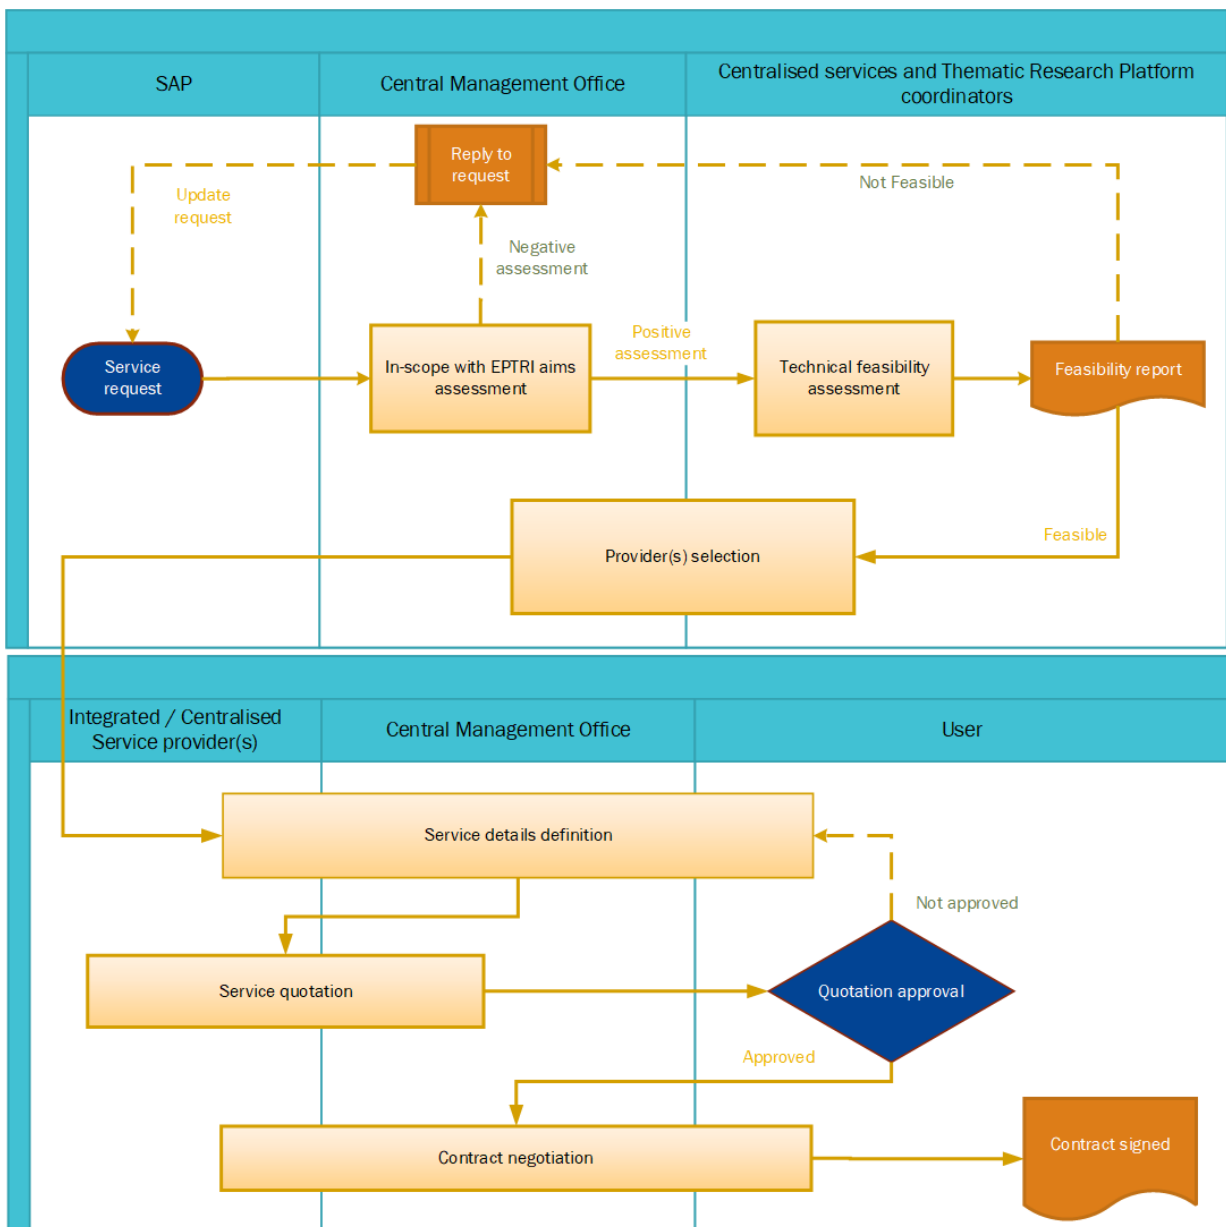 SAP
Central Management Office
Centralised services and Thematic Research Platform
coordinators
Reply to
request
Update
request
Not Feasible
Negative
assessment
Service
request
In-scope with EPTRI aims
assessment
Positive
assessment
Technical feasibility
assessment
Feasibility report
Provider(s) selection
Feasible
Integrated / Centralised
Service provider(s)
Central Management Office
User
Service details definition
Not approved
Service quotation
Quotation approval
Approved
Contract negotiation
Contract signed